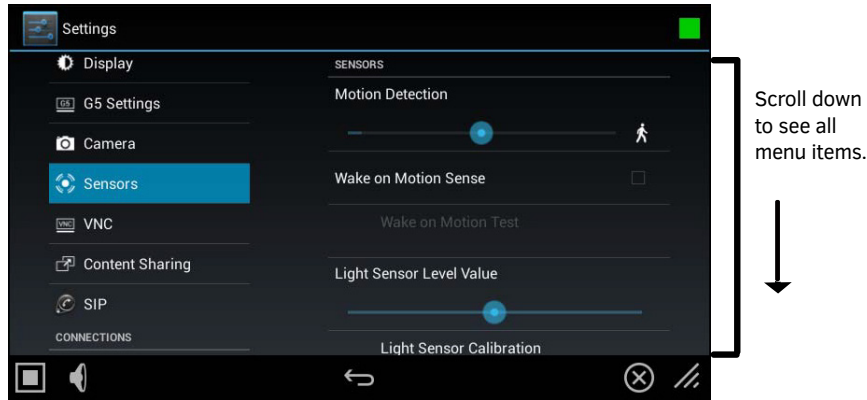 Settings
Display
G5 G5 Settings
Camera
Sensors
VNC VNC
Content Sharing
SIP
CONNECTIONS
SENSORS
Motion Detection
Wake on Motion Sense
Wake on Motion Test
Light Sensor Level Value
Light Sensor Calibration
Scroll down
to see all
menu items.